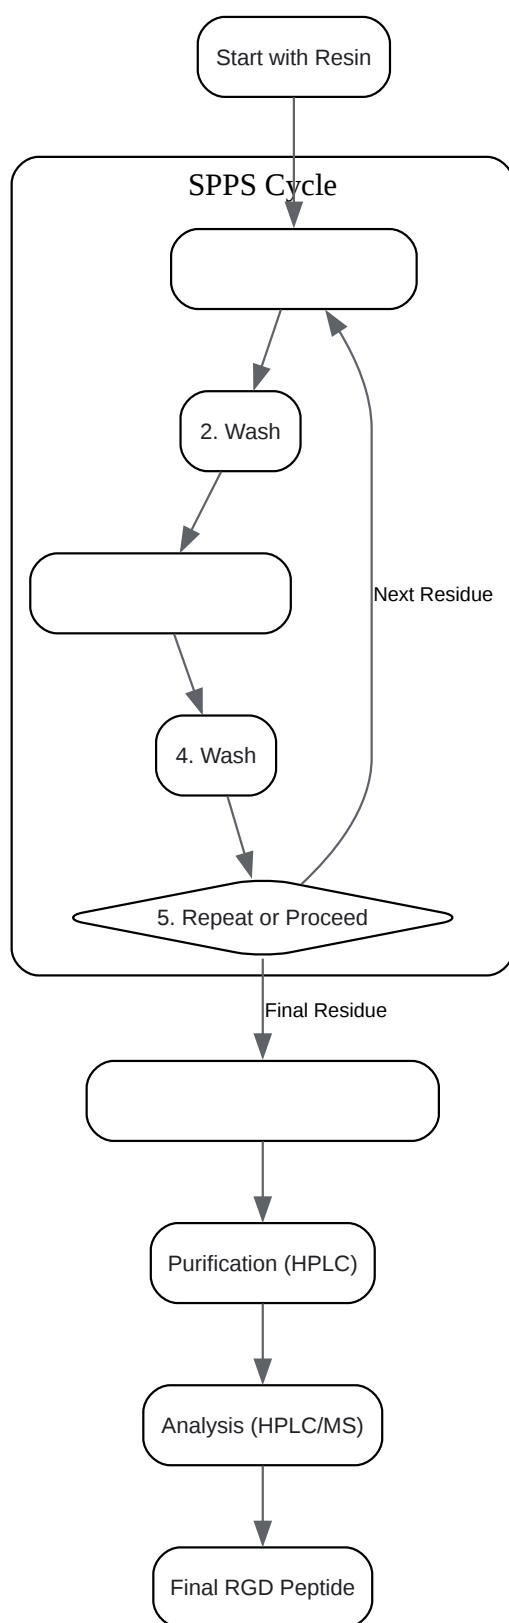 Start with Resin
SPPS Cycle
2. Wash
Next Residue
4. Wash
5. Repeat or Proceed
Final Residue
Purification (HPLC)
Analysis (HPLC/MS)
Final RGD Peptide